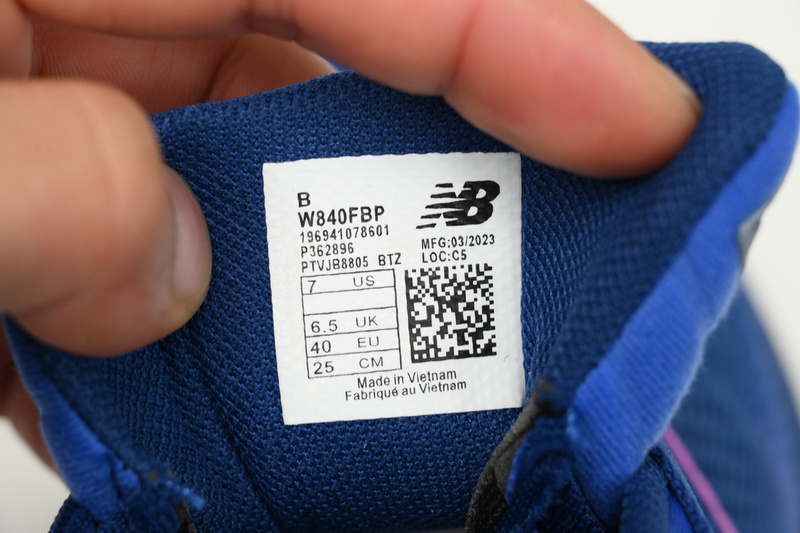 B
W840FBP
196941078601
P362896
PTVJB8805 BTZ
NB
MFG:03/2023
LOC:C5
7 US
6.5 UK
40 EU
25 CM
Made in Vietnam
Fabriqué au Vietnam